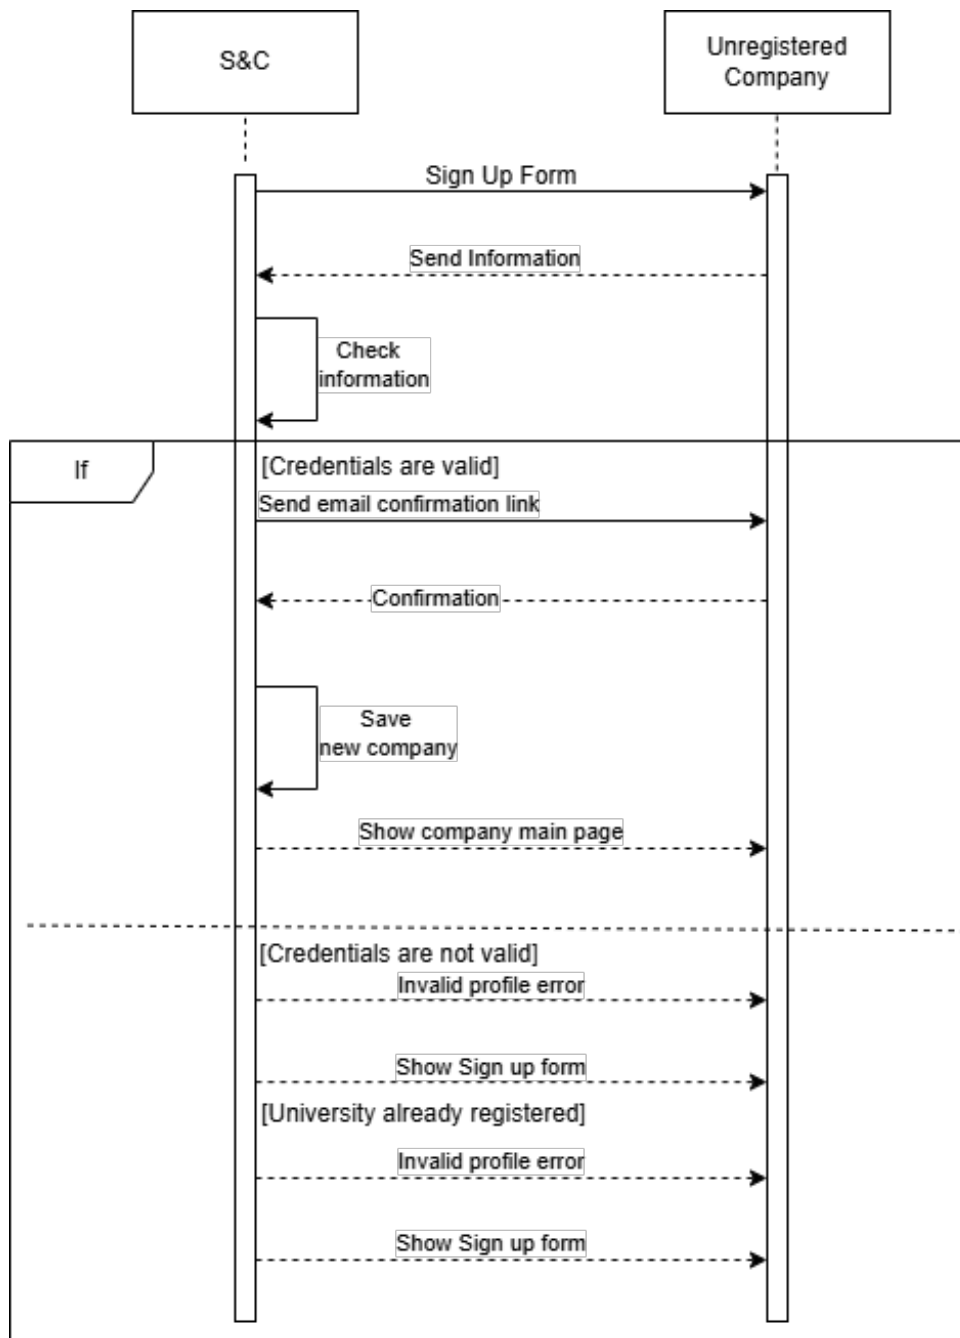 S&C
Unregistered
Company
Sign Up Form
Send Information
Check
information
If
[Credentials are valid]
Send email confirmation link
Confirmation
Save
new company
Show company main page
[Credentials are not valid]
Invalid profile error
Show Sign up form
[University already registered]
Invalid profile error
Show Sign up form